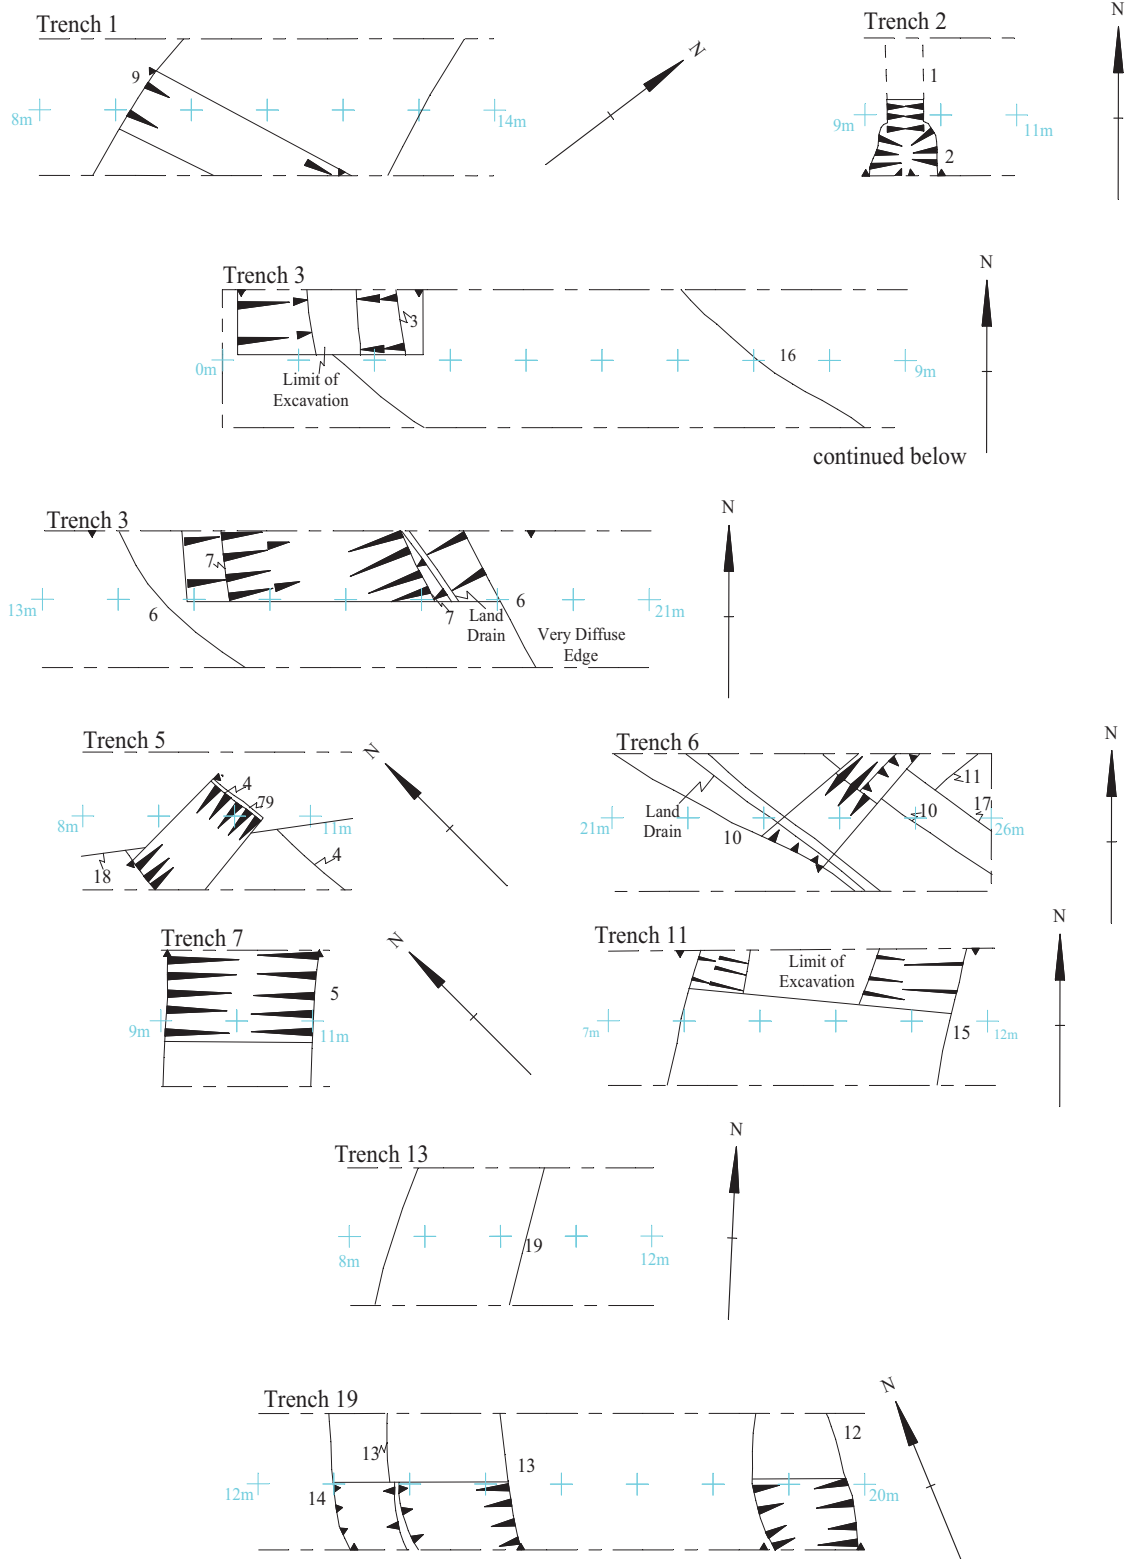 Trench 1
N
9
8m
14m
Trench 2
N
1
9m
11m
2
Trench 3
N
3
0m
16
9m
Limit of
Excavation
continued below
Trench 3
N
7
13m
6
7
Land
Drain
6
21m
Very Diffuse
Edge
Trench 5
N
4
79
8m
11m
4
18
Trench 6
N
11
17
Land
Drain
21m
10
10
26m
Trench 7
N
5
9m
11m
Trench 11
N
Limit of
Excavation
7m
15
12m
Trench 13
N
19
8m
12m
Trench 19
N
13
13
12
12m
14
20m